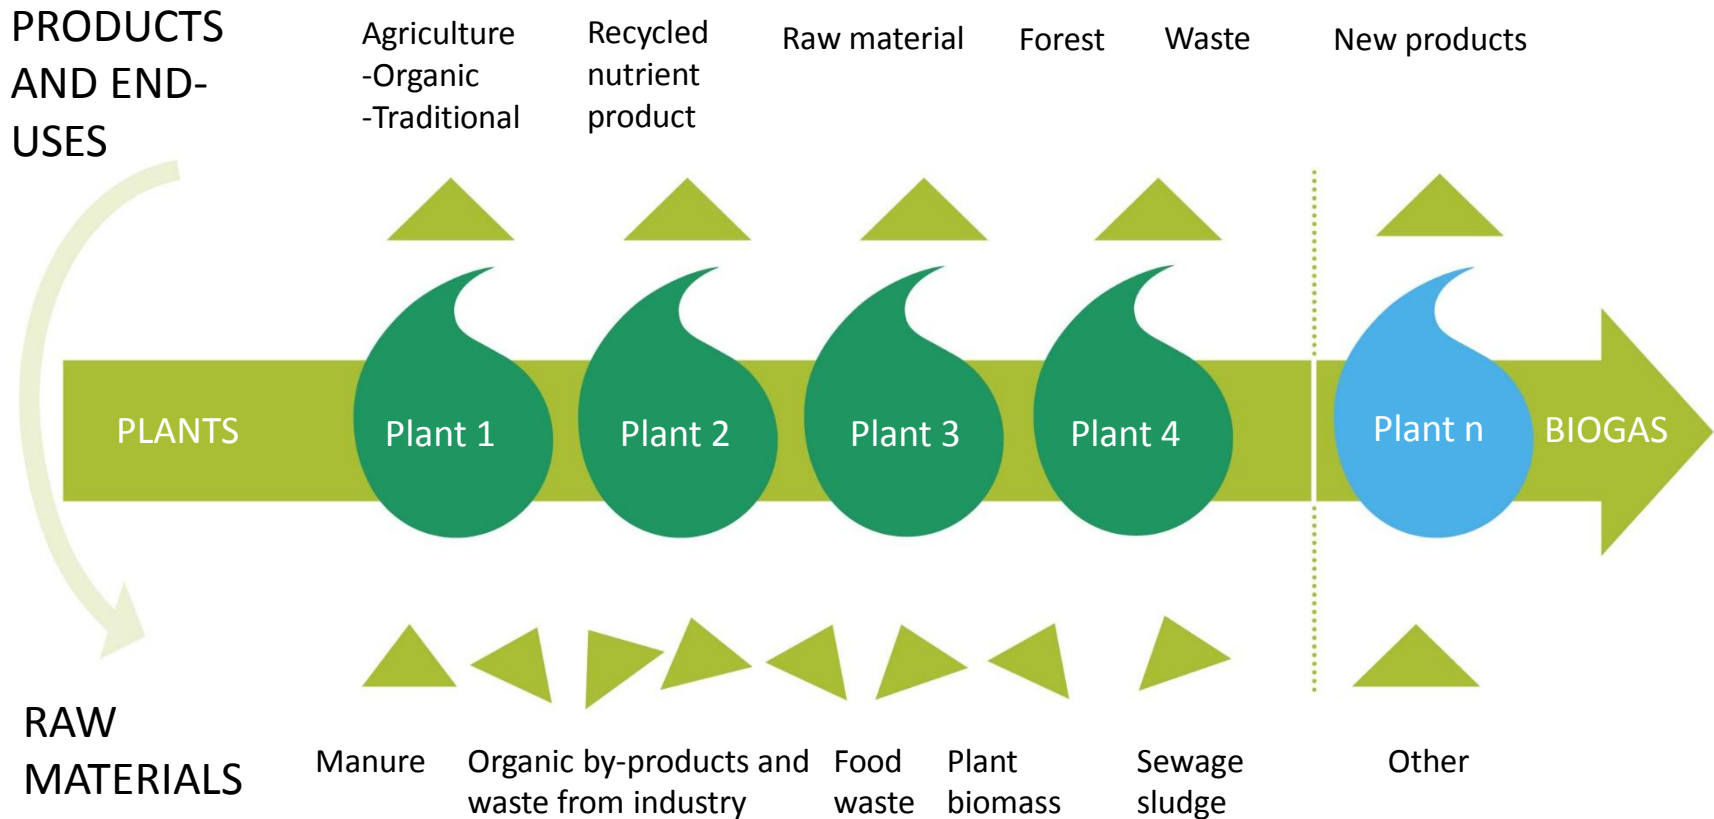 PRODUCTS
AND END-
USES
Agriculture
-Organic
-Traditional
Recycled
nutrient
product
Raw material
Forest
Waste
New products
PLANTS
Plant 1
Plant 2
Plant 3
Plant 4
Plant n
BIOGAS
RAW
MATERIALS
Manure
Organic by-products and
waste from industry
Food
waste
Plant
biomass
Sewage
sludge
Other